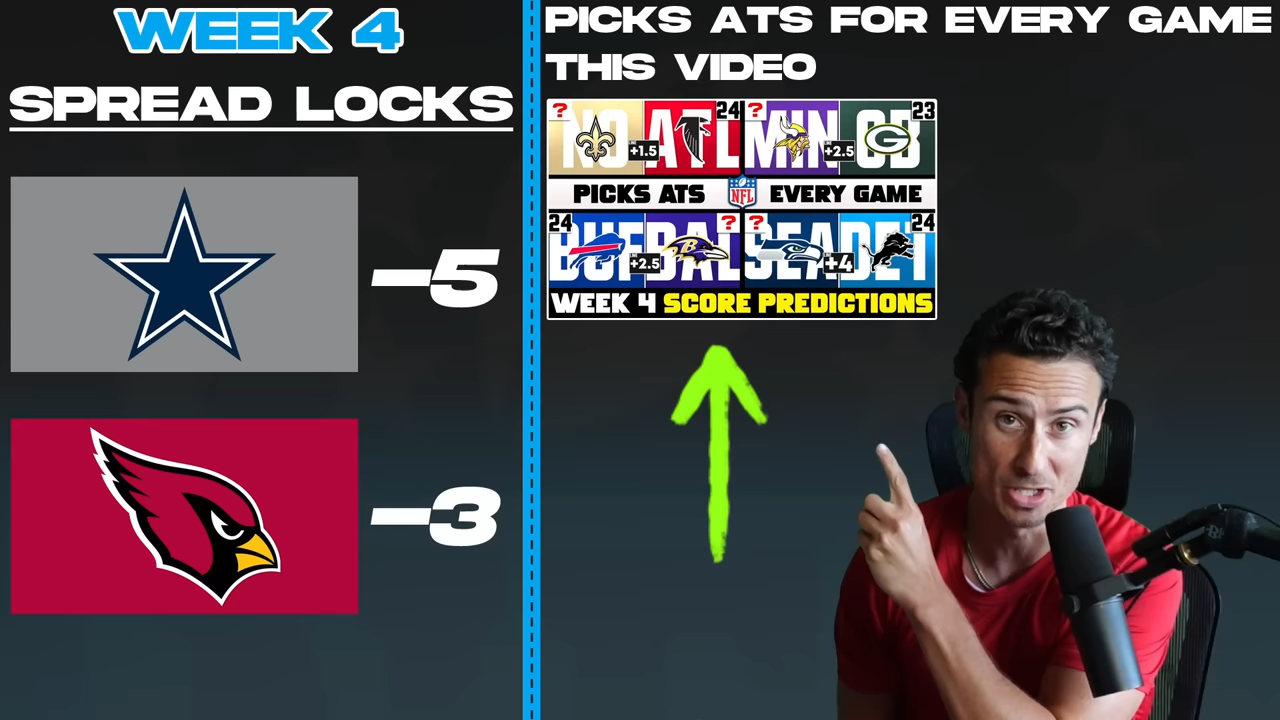 WEEK 4
SPREAD LOCKS
-5
-3
PICKS ATS FOR EVERY GAME
THIS VIDEO
? NO +1.5 ATL 24 ? MIN +2.5 GB 23
PICKS ATS NFL EVERY GAME
24 BUF +2.5 BAL ? ? SEA +4 DET 24
WEEK 4 SCORE PREDICTIONS